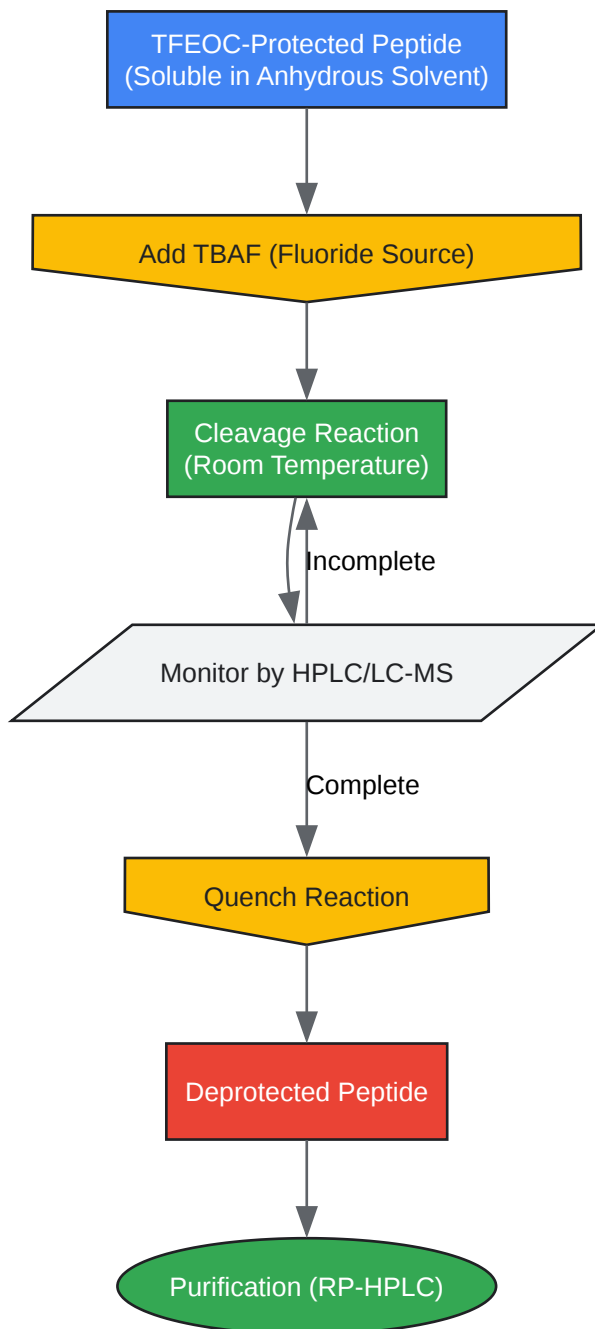 TFEOC-Protected Peptide
(Soluble in Anhydrous Solvent)
Add TBAF (Fluoride Source)
Cleavage Reaction
(Room Temperature)
Incomplete
Monitor by HPLC/LC-MS
Complete
Quench Reaction
Deprotected Peptide
Purification (RP-HPLC)